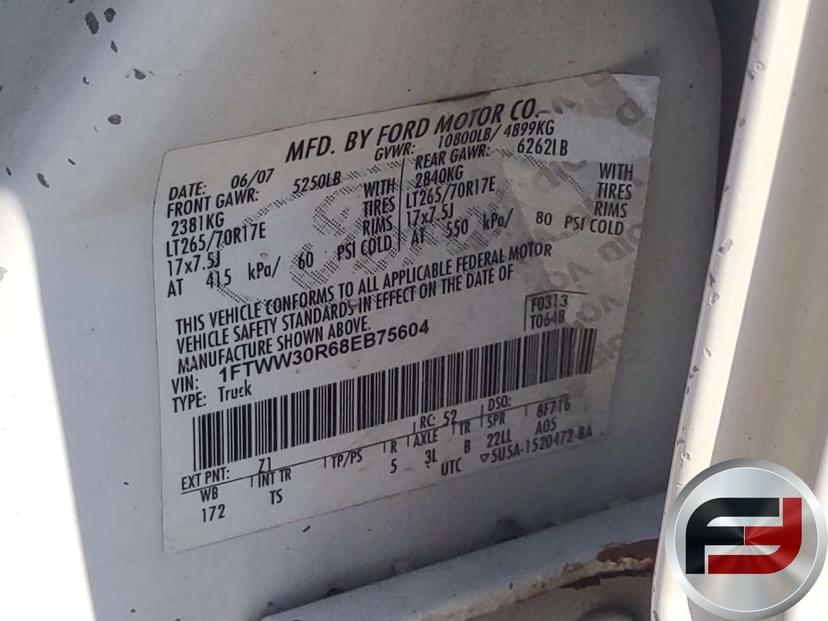 MFD. BY FORD MOTOR CO.
DATE: 06/07 GVWR: 10800LB/ 4899KG
FRONT GAWR: 5250LB REAR GAWR: 6262LB
2381KG WITH 2840KG WITH
LT265/70R17E TIRES LT265/70R17E TIRES
17x7.5J RIMS 17x7.5J RIMS
AT 415 kPa/ 60 PSI COLD AT 550 kPa/ 80 PSI COLD
THIS VEHICLE CONFORMS TO ALL APPLICABLE FEDERAL MOTOR
VEHICLE SAFETY STANDARDS IN EFFECT ON THE DATE OF
MANUFACTURE SHOWN ABOVE.
F0313
VIN: 1FTWW30R68EB75604 T064B
TYPE: Truck
EXT PNT: Z1 RC: 52 DSO:
WB INT TR TP/PS R AXLE TR SPR 8F716
172 TS 5 3L B 22LL A05
UTC 5U5A-1520472-BA
VOID